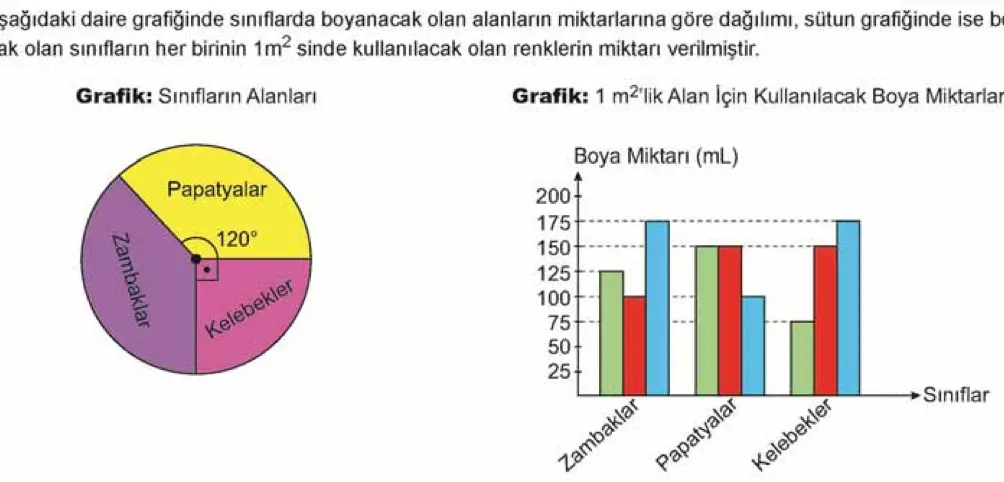 şağıdaki daire grafiğinde sınıflarda boyanacak olan alanların miktarlarına göre dağılımı, sütun grafiğinde ise bo
ak olan sınıfların her birinin 1m² sinde kullanılacak olan renklerin miktarı verilmiştir.
Grafik: Sınıfların Alanları
Grafik: 1 m²'lik Alan İçin Kullanılacak Boya Miktarlar
Papatyalar
120°
Zambaklar
Kelebekler
Boya Miktarı (mL)
200
175
150
125
100
75
50
25
Sınıflar
Zambaklar
Papatyalar
Kelebekler